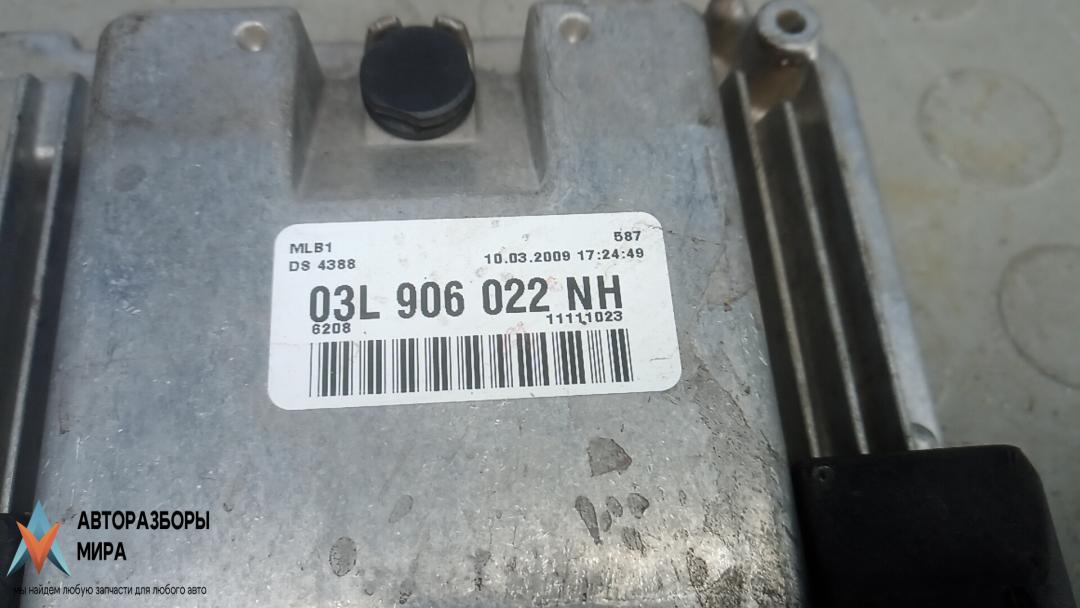 MLB1 587
DS 4388 10.03.2009 17:24:49
03L 906 022 NH
6208 11111023
АВТОРАЗБОРЫ
МИРА
мы найдем любую запчасти для любого авто